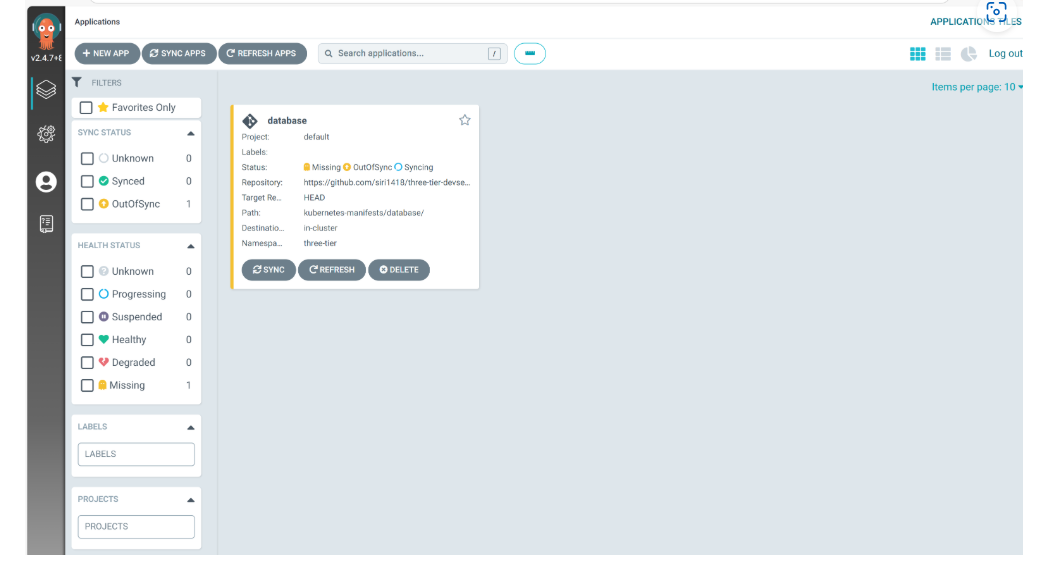 Applications
APPLICATIONS TILES
v2.4.7+8
+ NEW APP SYNC APPS REFRESH APPS Search applications... / Log out
FILTERS
Items per page: 10
Favorites Only
SYNC STATUS
Unknown 0
Synced 0
OutOfSync 1
HEALTH STATUS
Unknown 0
Progressing 0
Suspended 0
Healthy 0
Degraded 0
Missing 1
LABELS
LABELS
PROJECTS
PROJECTS
database
Project: default
Labels:
Status: Missing OutOfSync Syncing
Repository: https://github.com/siri1418/three-tier-devse...
Target Re... HEAD
Path: kubernetes-manifests/database/
Destinatio... in-cluster
Namespa... three-tier
SYNC REFRESH DELETE